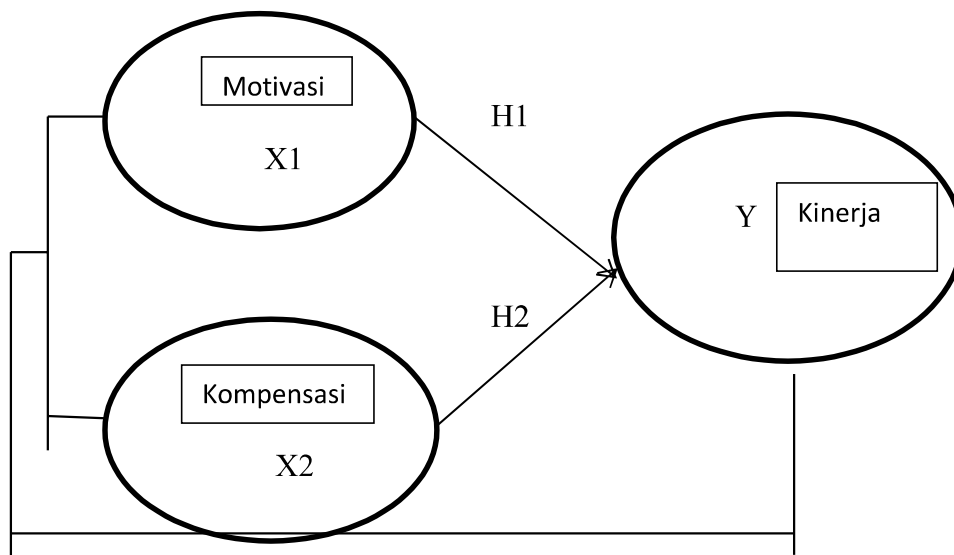 Motivasi
X1
H1
Y
Kinerja
H2
Kompensasi
X2